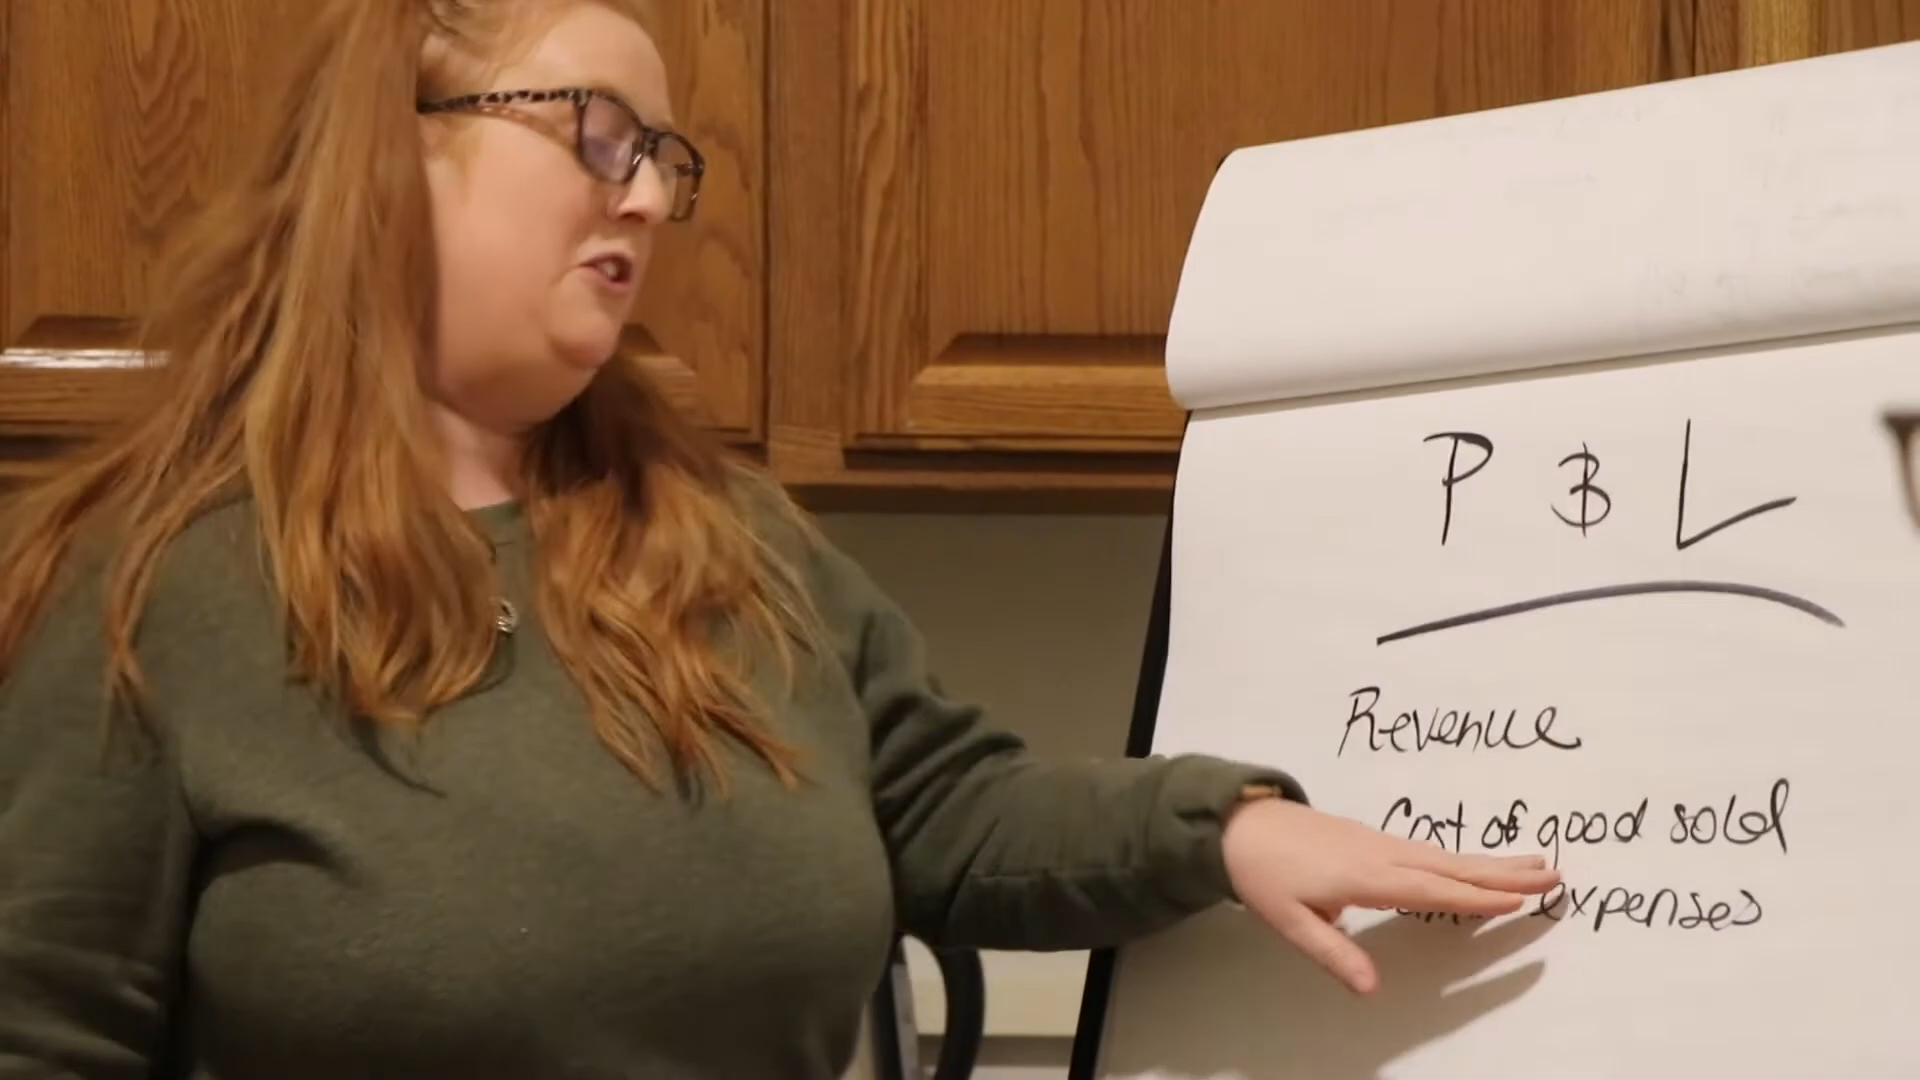 P & L
Revenue
Cost of good sold
expenses